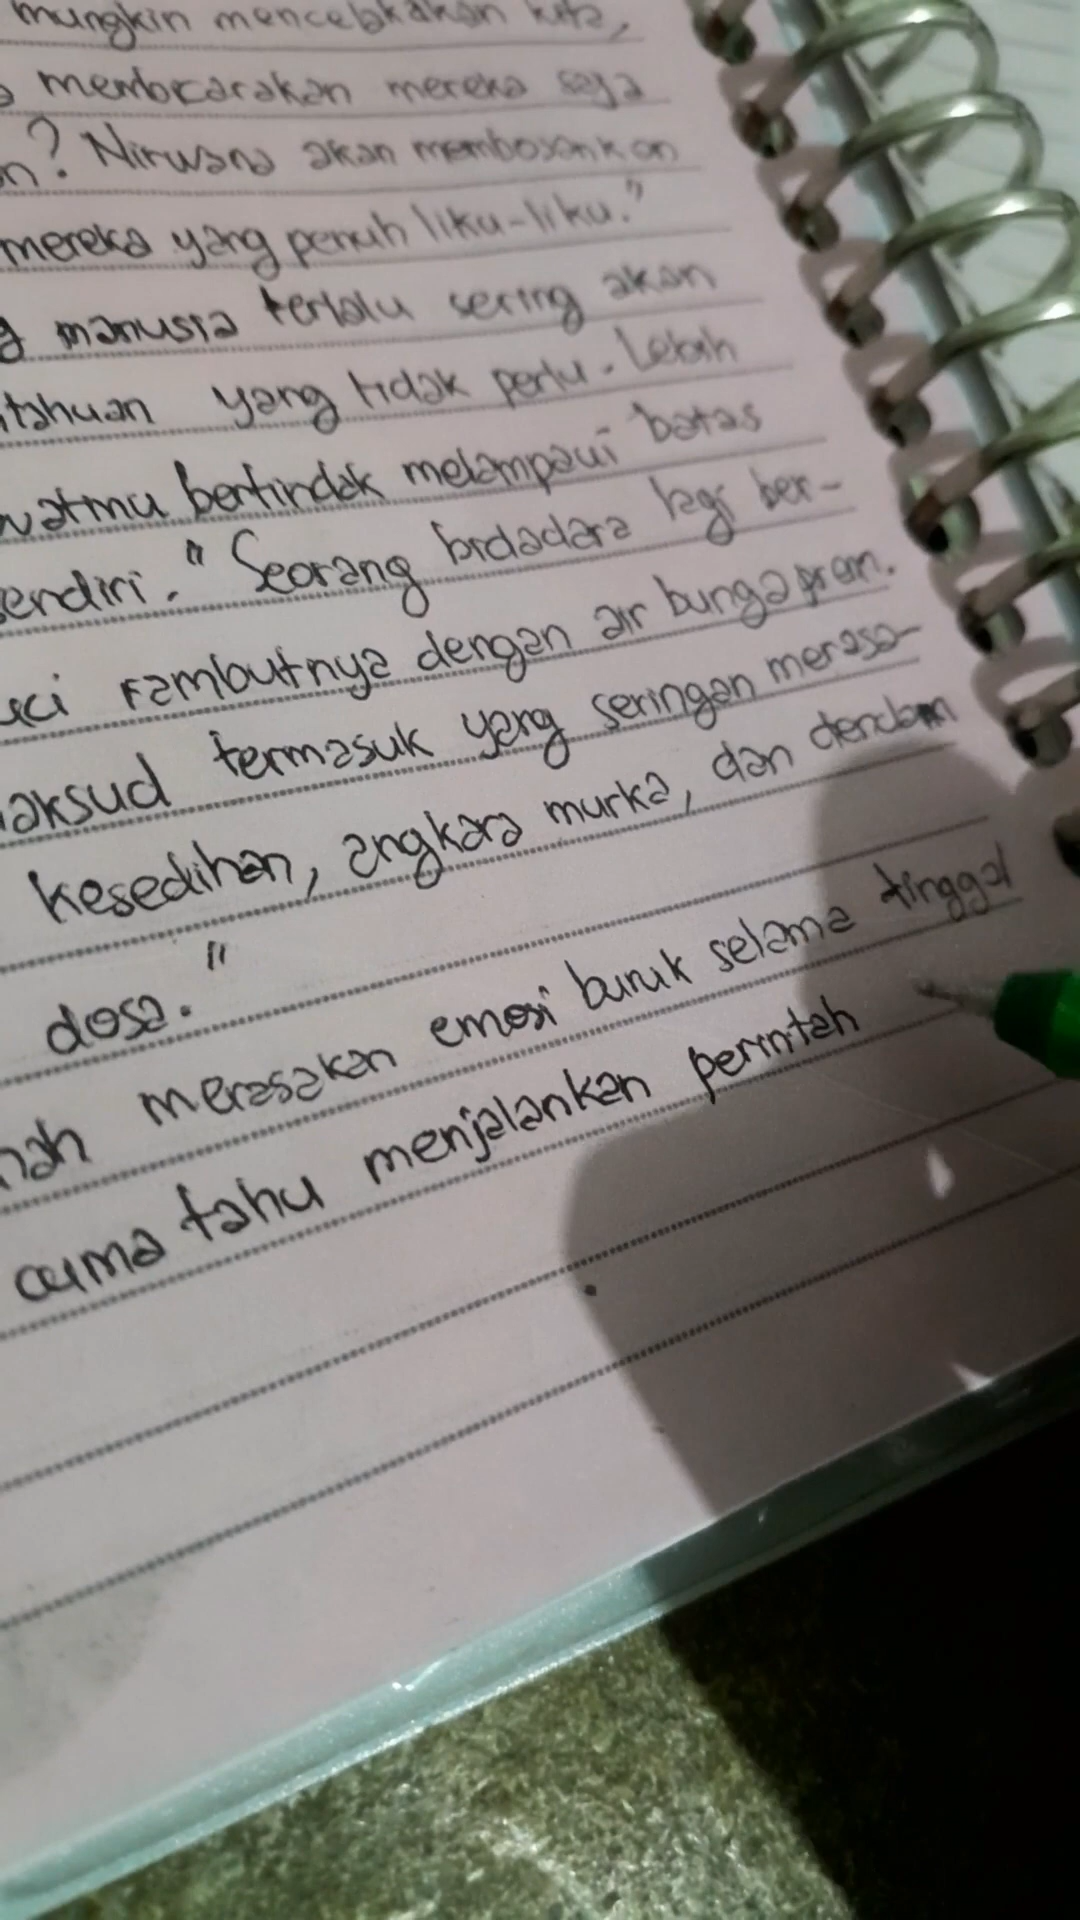 mungkin mencelakakan kita,
membicarakan mereka saja
? Nirwana akan membosankan
mereka yang penuh liku-liku."
manusia terlalu sering akan
tahuan yang tidak perlu. Lebih
watmu bertindak melampaui batas
endiri." Seorang bidadara lagi ber-
uci rambutnya dengan air bunga prem.
aksud termasuk yang seringan merasa-
kesedihan, angkara murka, dan dendam
dosa."
nah merasakan emosi buruk selama tinggal
cuma tahu menjalankan perintah